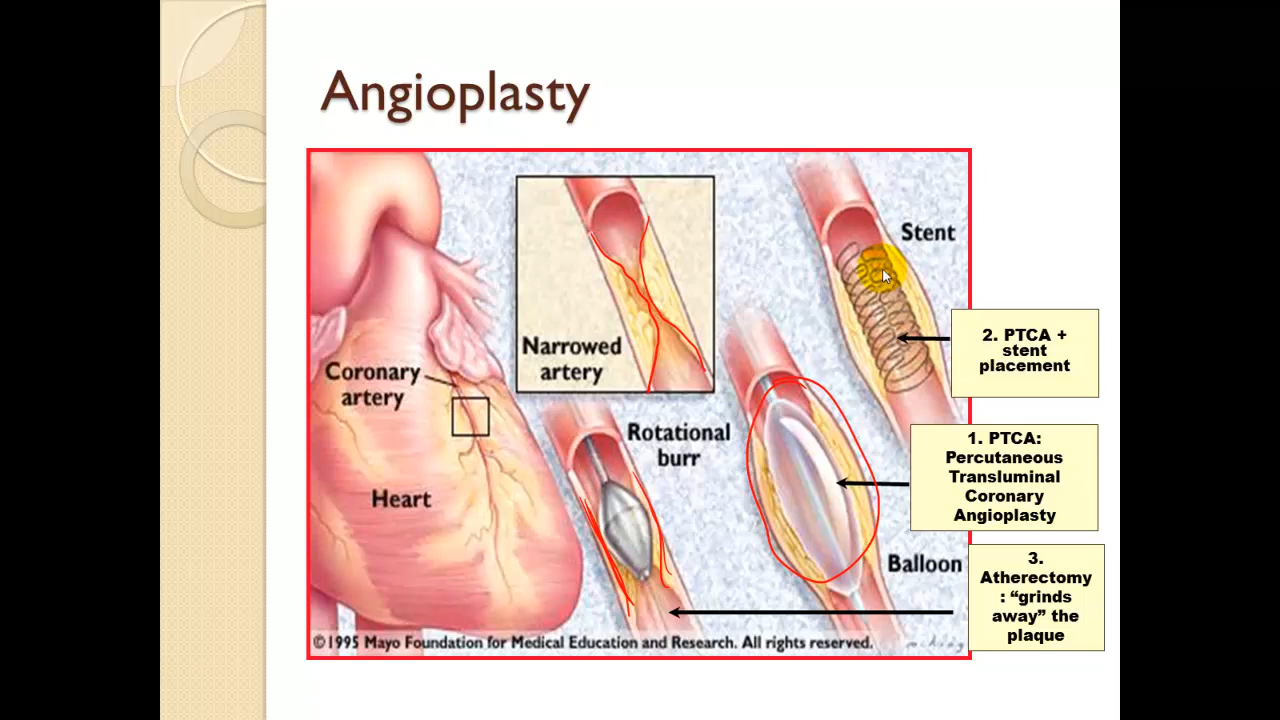 Angioplasty
Stent
Narrowed
artery
Coronary
artery
Rotational
burr
Heart
Balloon
2. PTCA +
stent
placement
1. PTCA:
Percutaneous
Transluminal
Coronary
Angioplasty
3.
Atherectomy
: “grinds
away” the
plaque
©1995 Mayo Foundation for Medical Education and Research. All rights reserved.